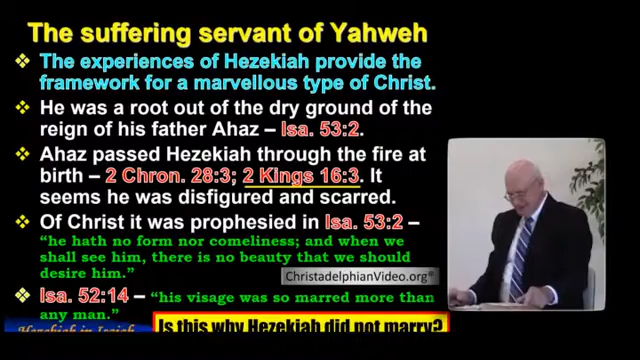 The suffering servant of Yahweh
❖ The experiences of Hezekiah provide the
framework for a marvellous type of Christ.
❖ He was a root out of the dry ground of the
reign of his father Ahaz – Isa. 53:2.
❖ Ahaz passed Hezekiah through the fire at
birth – 2 Chron. 28:3; 2 Kings 16:3. It
seems he was disfigured and scarred.
❖ Of Christ it was prophesied in Isa. 53:2 –
“he hath no form nor comeliness; and when we
shall see him, there is no beauty that we should
desire him.”
ChristadelphianVideo.org®
❖ Isa. 52:14 – “his visage was so marred more than
any man.”
Hezekiah in Isaiah
Is this why Hezekiah did not marry?